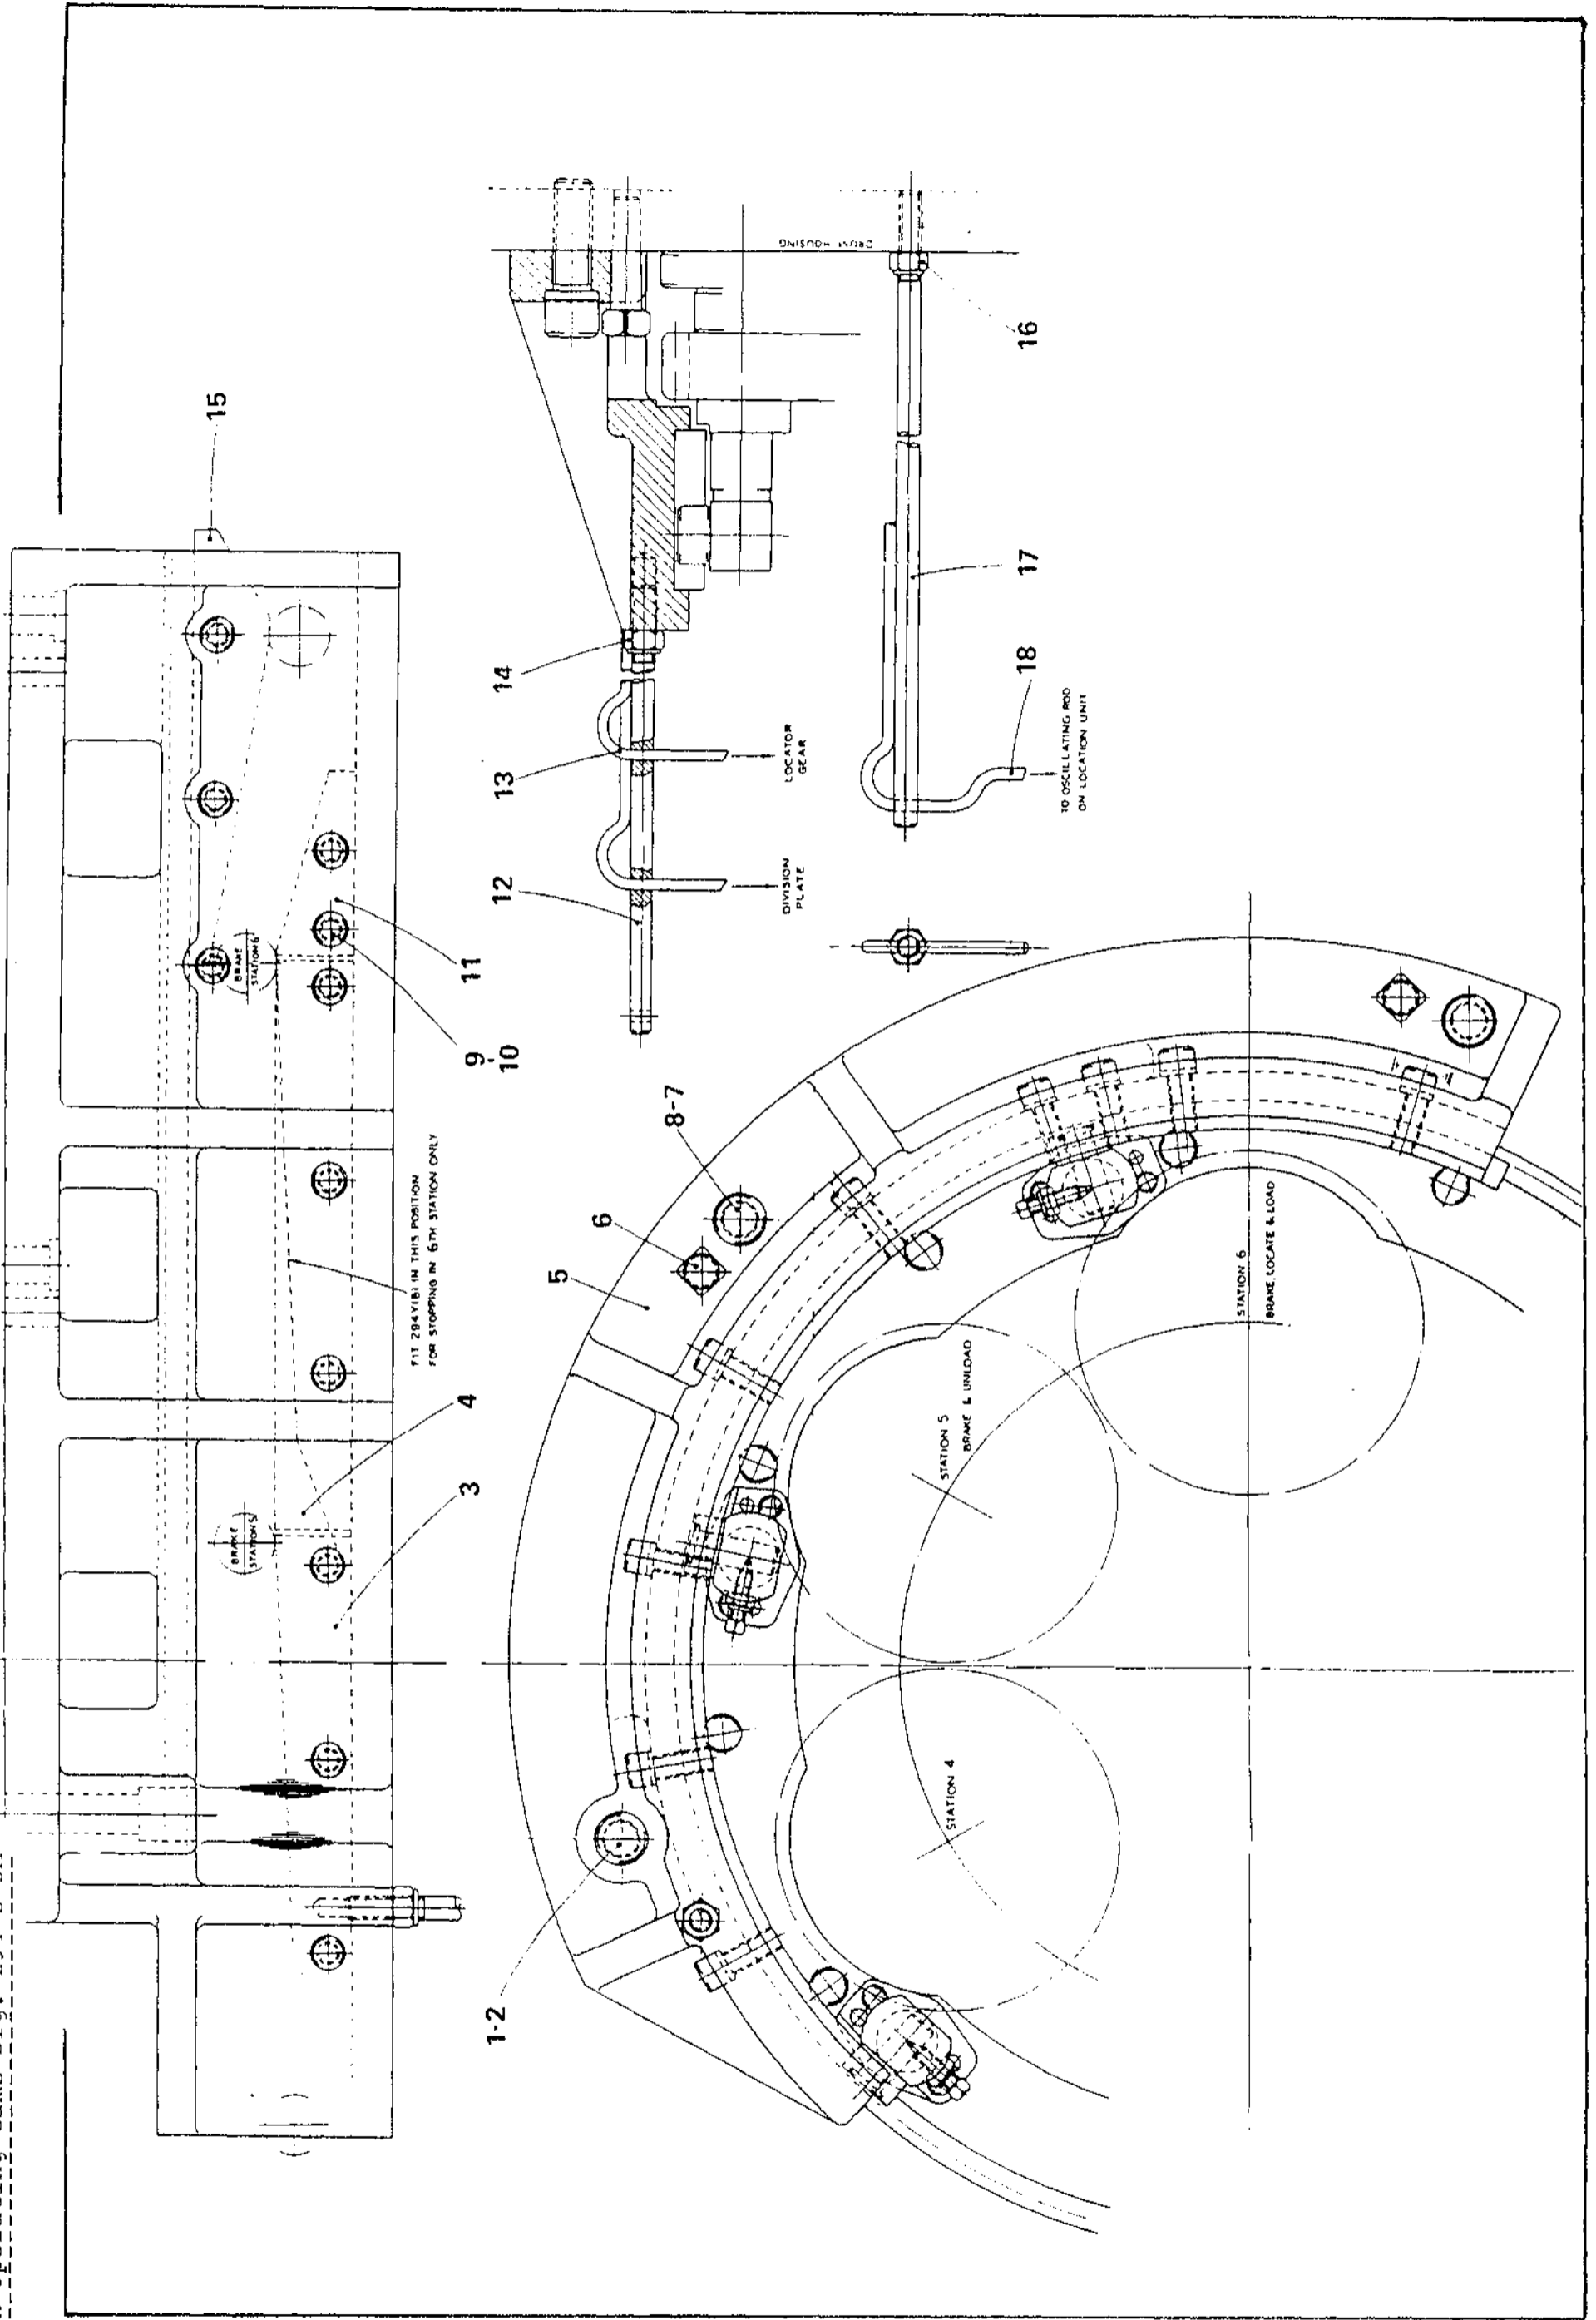 15
BRAKE
STATION 6
11
9
10
FIT 294Y(B) IN THIS POSITION
FOR STOPPING IN 6TH STATION ONLY
BRAKE
STATION 5
4
3
1-2
DRUM HOUSING
14
13
12
LOCATOR
GEAR
DIVISION
PLATE
16
17
18
TO OSCILLATING ROD
ON LOCATION UNIT
8-7
6
5
STATION 6
BRAKE, LOCATE & LOAD
STATION 5
BRAKE & UNLOAD
STATION 4